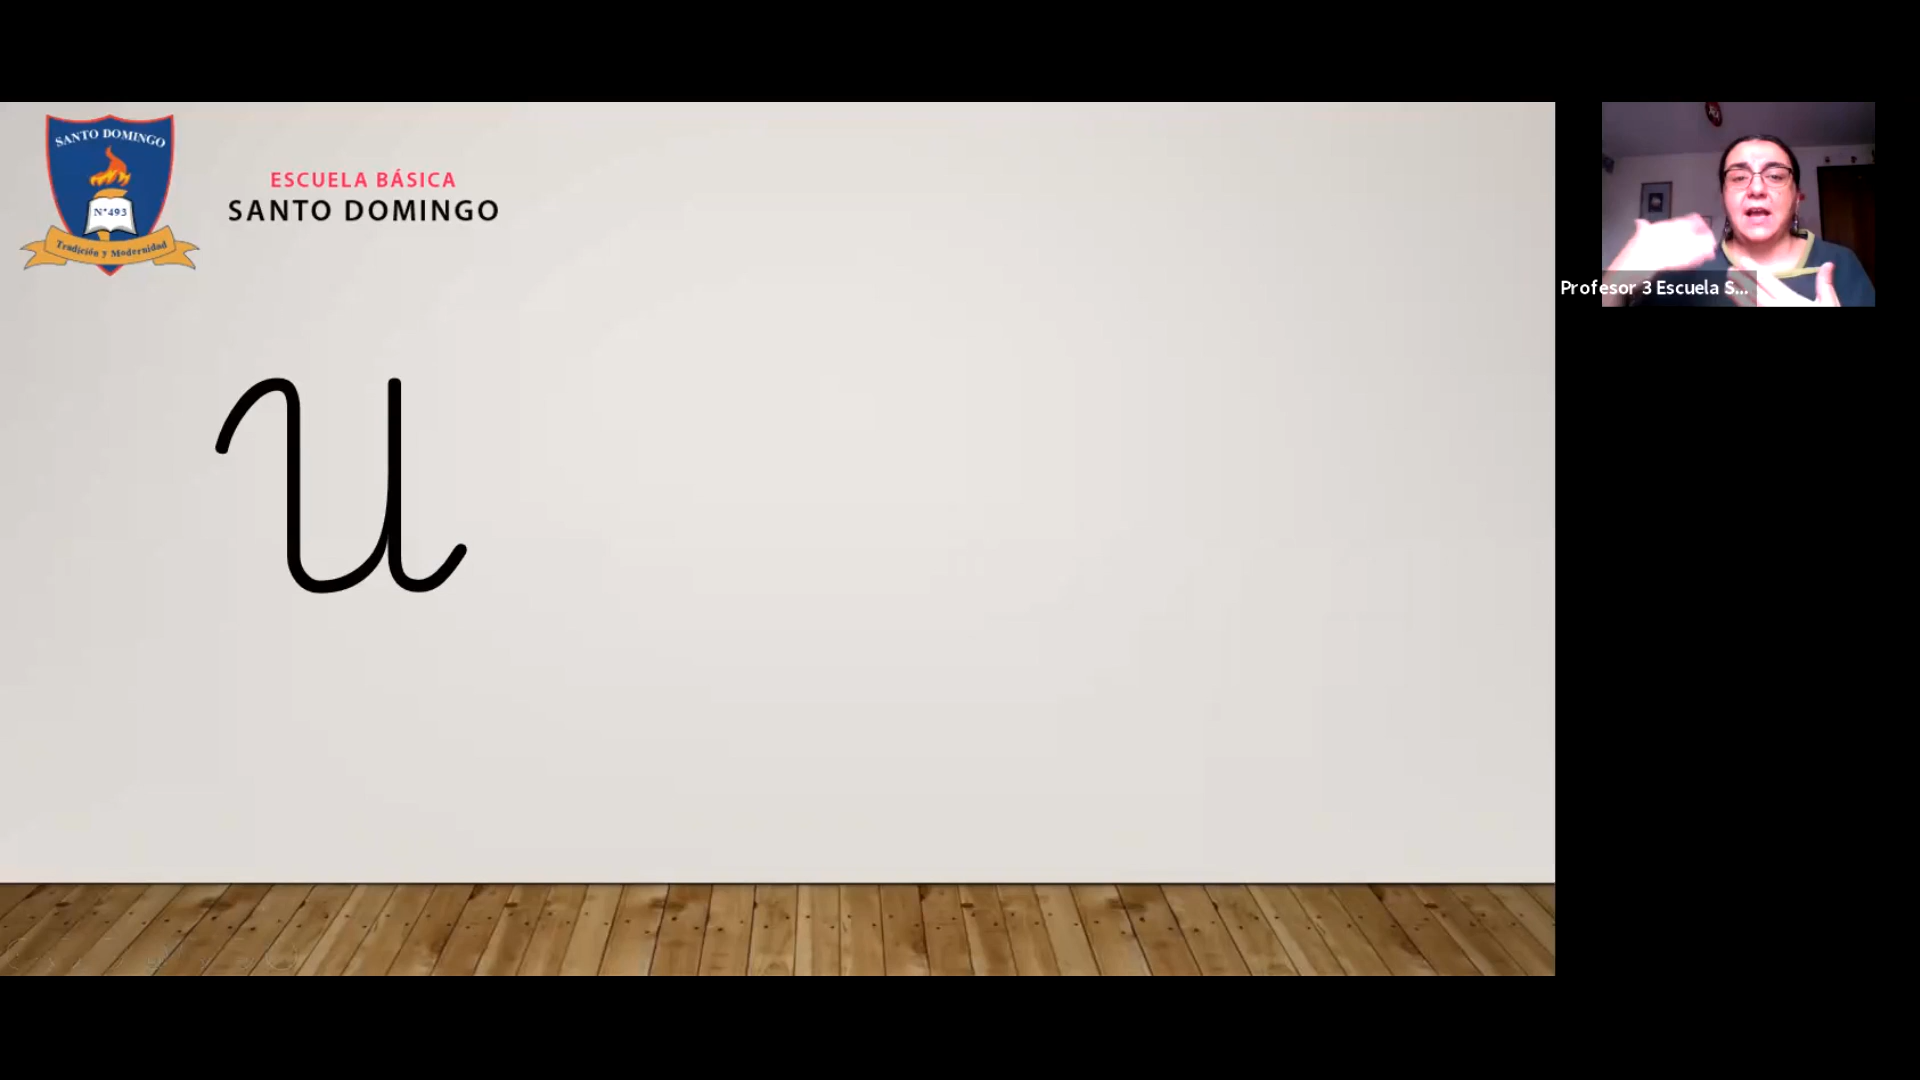 SANTO DOMINGO
N°493
Tradición y Modernidad
ESCUELA BÁSICA
SANTO DOMINGO
u
Profesor 3 Escuela S...